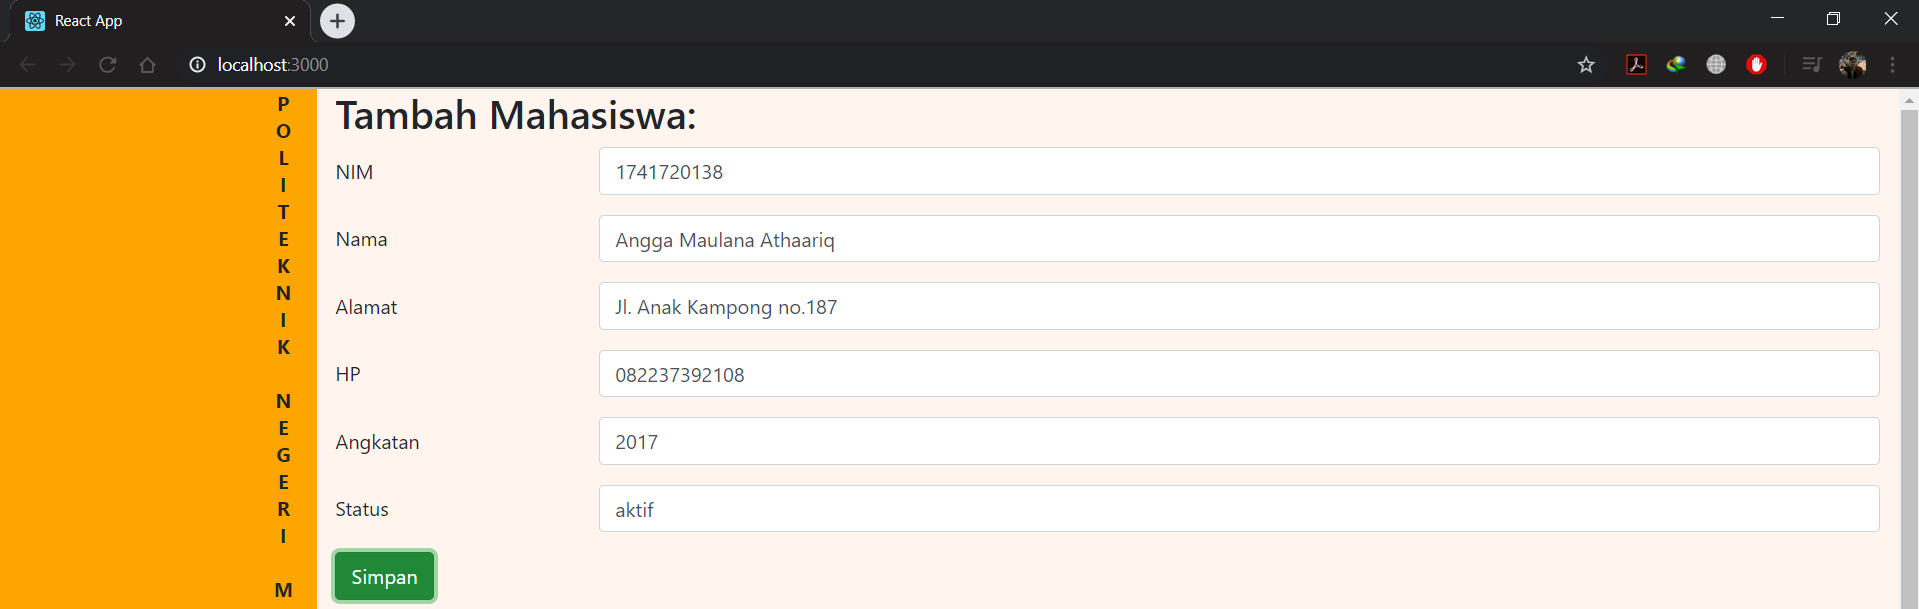 React App
localhost:3000
P
O
L
I
T
E
K
N
I
K
N
E
G
E
R
I
M
Tambah Mahasiswa:
NIM 1741720138
Nama Angga Maulana Athaariq
Alamat Jl. Anak Kampong no.187
HP 082237392108
Angkatan 2017
Status aktif
Simpan